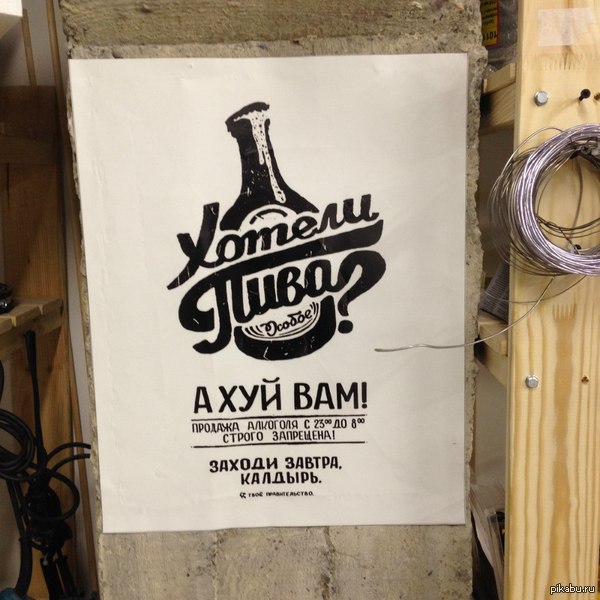 Хотели
Пива?
Особое
А ХУЙ ВАМ!
ПРОДАЖА АЛКОГОЛЯ С 23⁰⁰ ДО 8⁰⁰
СТРОГО ЗАПРЕЩЕНА!
ЗАХОДИ ЗАВТРА,
КАЛДЫРЬ.
ТВОЁ ПРАВИТЕЛЬСТВО.
pikabu.ru